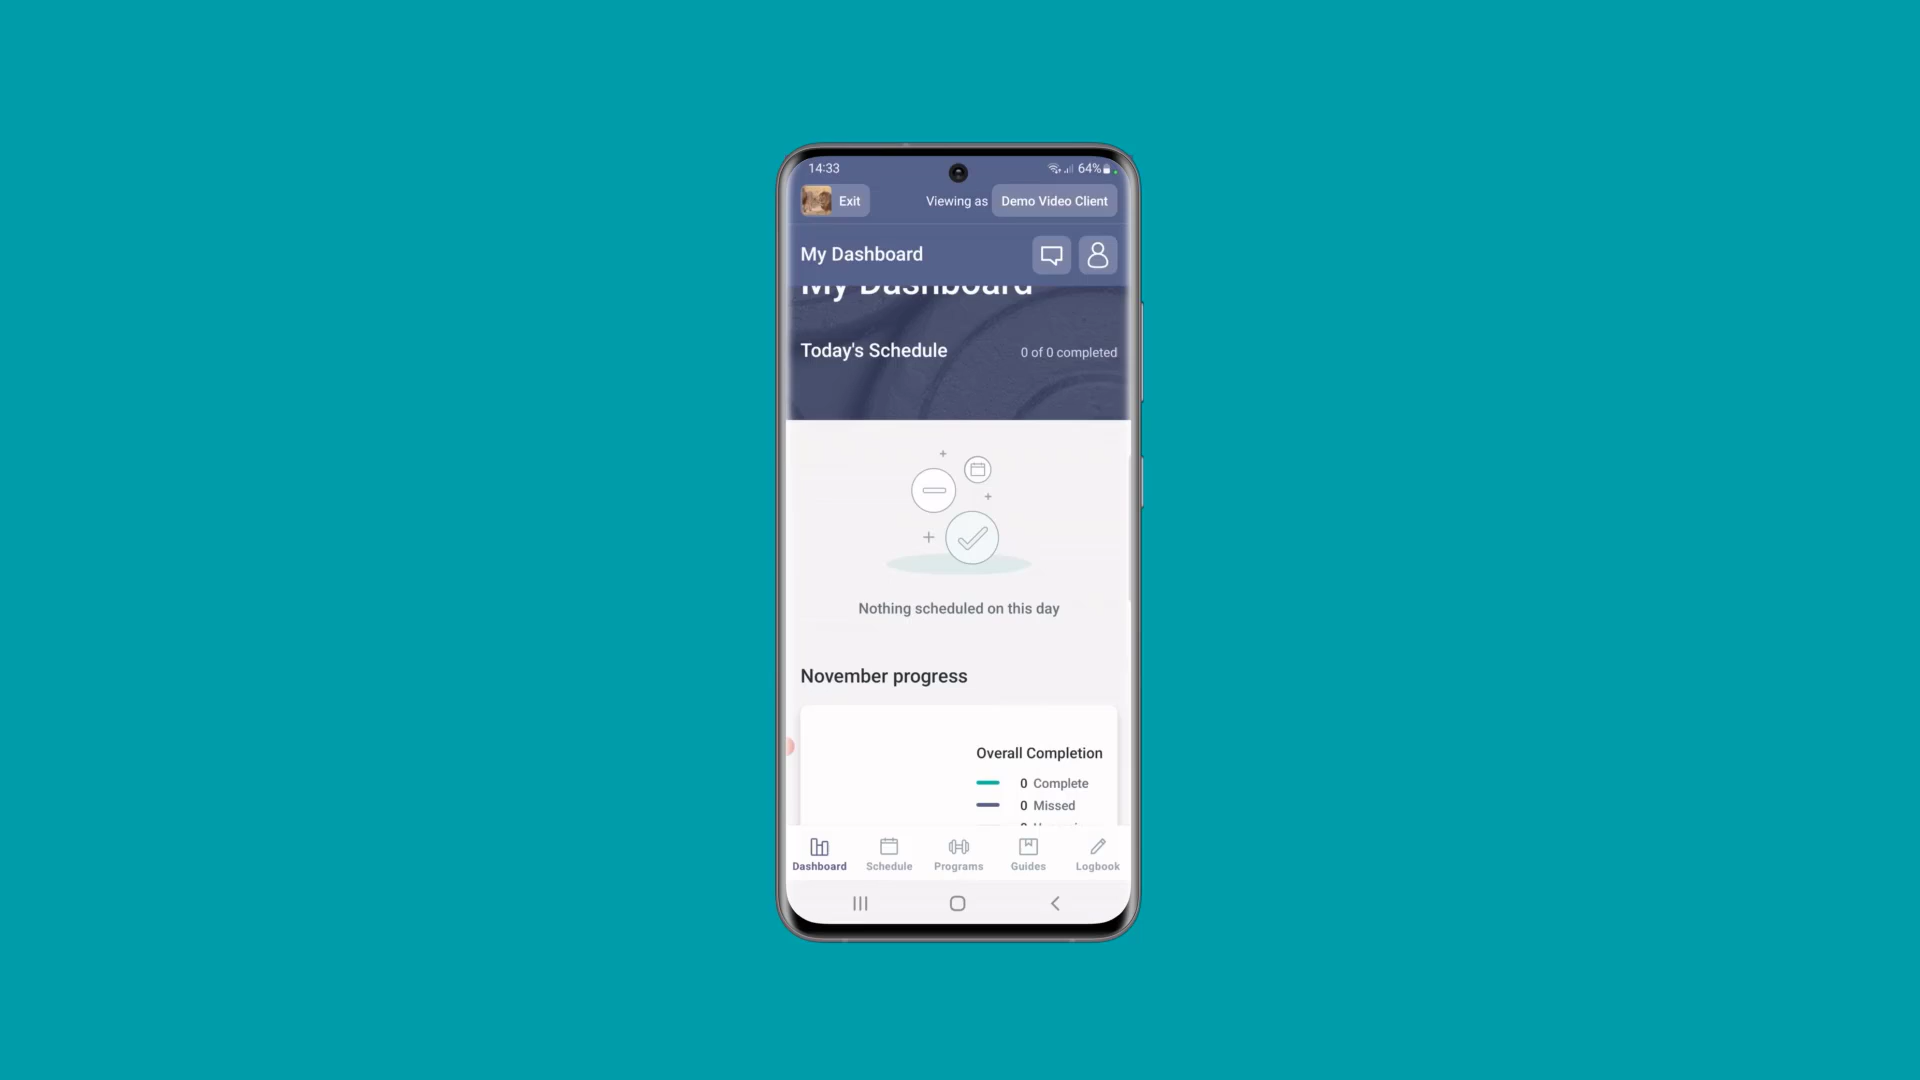 14:33
64%
Exit
Viewing as
Demo Video Client
My Dashboard
My Dashboard
Today's Schedule
0 of 0 completed
Nothing scheduled on this day
November progress
Overall Completion
0 Complete
0 Missed
Dashboard
Schedule
Programs
Guides
Logbook